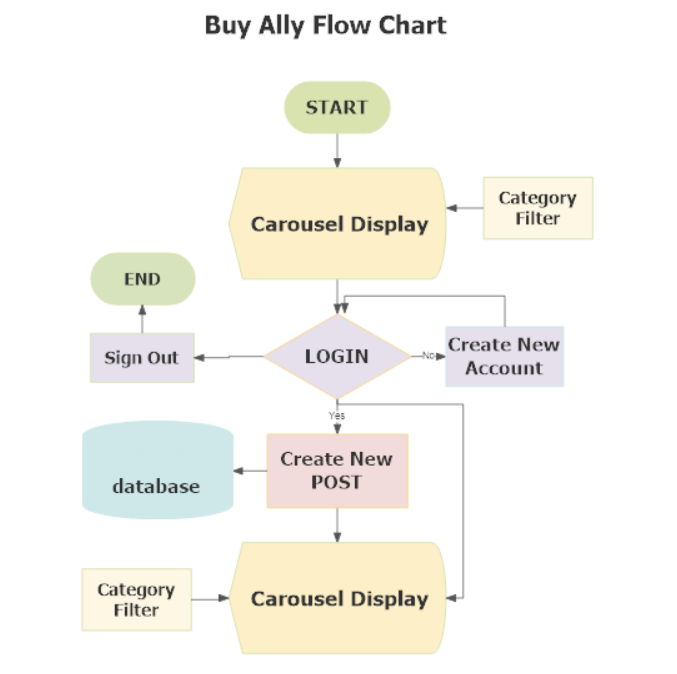 Buy Ally Flow Chart
START
Carousel Display
Category
Filter
END
Sign Out
LOGIN
No
Create New
Account
Yes
database
Create New
POST
Category
Filter
Carousel Display